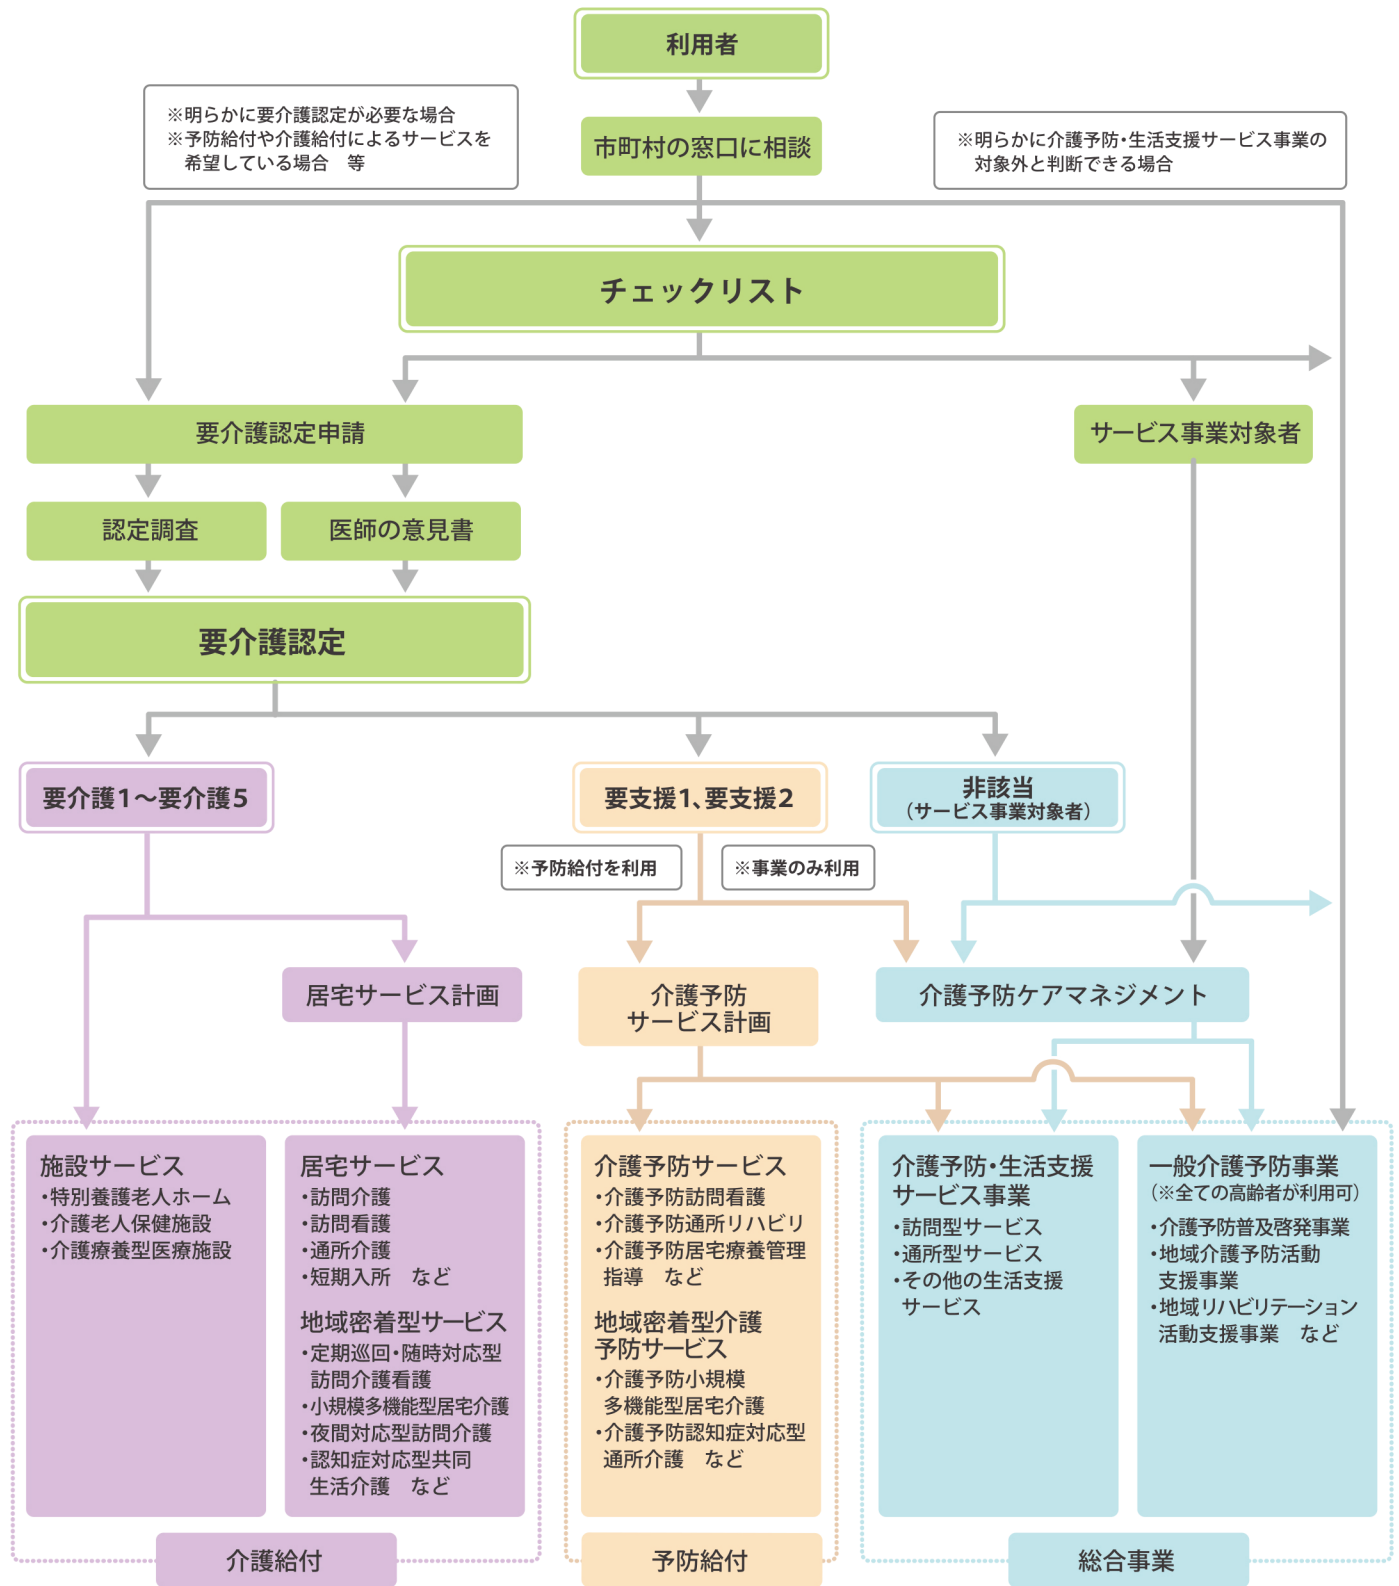 利用者
※明らかに要介護認定が必要な場合
※予防給付や介護給付によるサービスを
希望している場合　等
市町村の窓口に相談
※明らかに介護予防・生活支援サービス事業の
対象外と判断できる場合
チェックリスト
要介護認定申請
サービス事業対象者
認定調査
医師の意見書
要介護認定
要介護1～要介護5
要支援1、要支援2
非該当
（サービス事業対象者）
※予防給付を利用
※事業のみ利用
居宅サービス計画
介護予防
サービス計画
介護予防ケアマネジメント
施設サービス
・特別養護老人ホーム
・介護老人保健施設
・介護療養型医療施設
居宅サービス
・訪問介護
・訪問看護
・通所介護
・短期入所　など
地域密着型サービス
・定期巡回・随時対応型
訪問介護看護
・小規模多機能型居宅介護
・夜間対応型訪問介護
・認知症対応型共同
生活介護　など
介護給付
介護予防サービス
・介護予防訪問看護
・介護予防通所リハビリ
・介護予防居宅療養管理
指導　など
地域密着型介護
予防サービス
・介護予防小規模
多機能型居宅介護
・介護予防認知症対応型
通所介護　など
予防給付
介護予防・生活支援
サービス事業
・訪問型サービス
・通所型サービス
・その他の生活支援
サービス
一般介護予防事業
（※全ての高齢者が利用可）
・介護予防普及啓発事業
・地域介護予防活動
支援事業
・地域リハビリテーション
活動支援事業　など
総合事業